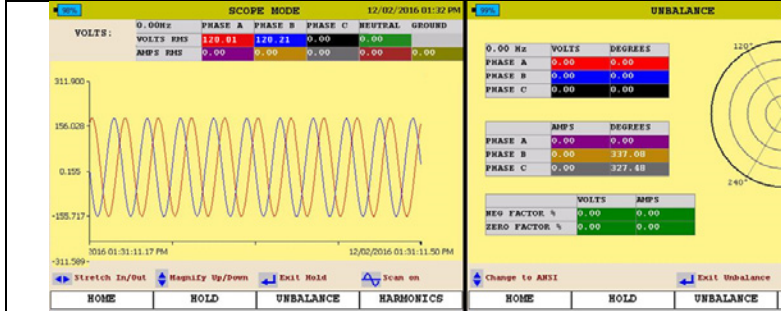 98%
SCOPE MODE
12/02/2016 01:32 PM
VOLTS:
0.00Hz PHASE A PHASE B PHASE C NEUTRAL GROUND
VOLTS RMS 120.01 120.21 0.00 0.00
AMPS RMS 0.00 0.00 0.00 0.00 0.00
311.900
156.028
0.155
-155.717
-311.589
2016 01:31:11.17 PM
12/02/2016 01:31:11.50 PM
Stretch In/Out
Magnify Up/Down
Exit Hold
Scan on
HOME
HOLD
UNBALANCE
HARMONICS
99%
UNBALANCE
0.00 Hz VOLTS DEGREES
PHASE A 0.00 0.00
PHASE B 0.00 0.00
PHASE C 0.00 0.00
AMPS DEGREES
PHASE A 0.00 0.00
PHASE B 0.00 337.08
PHASE C 0.00 327.48
VOLTS AMPS
NEG FACTOR % 0.00 0.00
ZERO FACTOR % 0.00 0.00
120°
240°
Change to ANSI
Exit Unbalance
HOME
HOLD
UNBALANCE